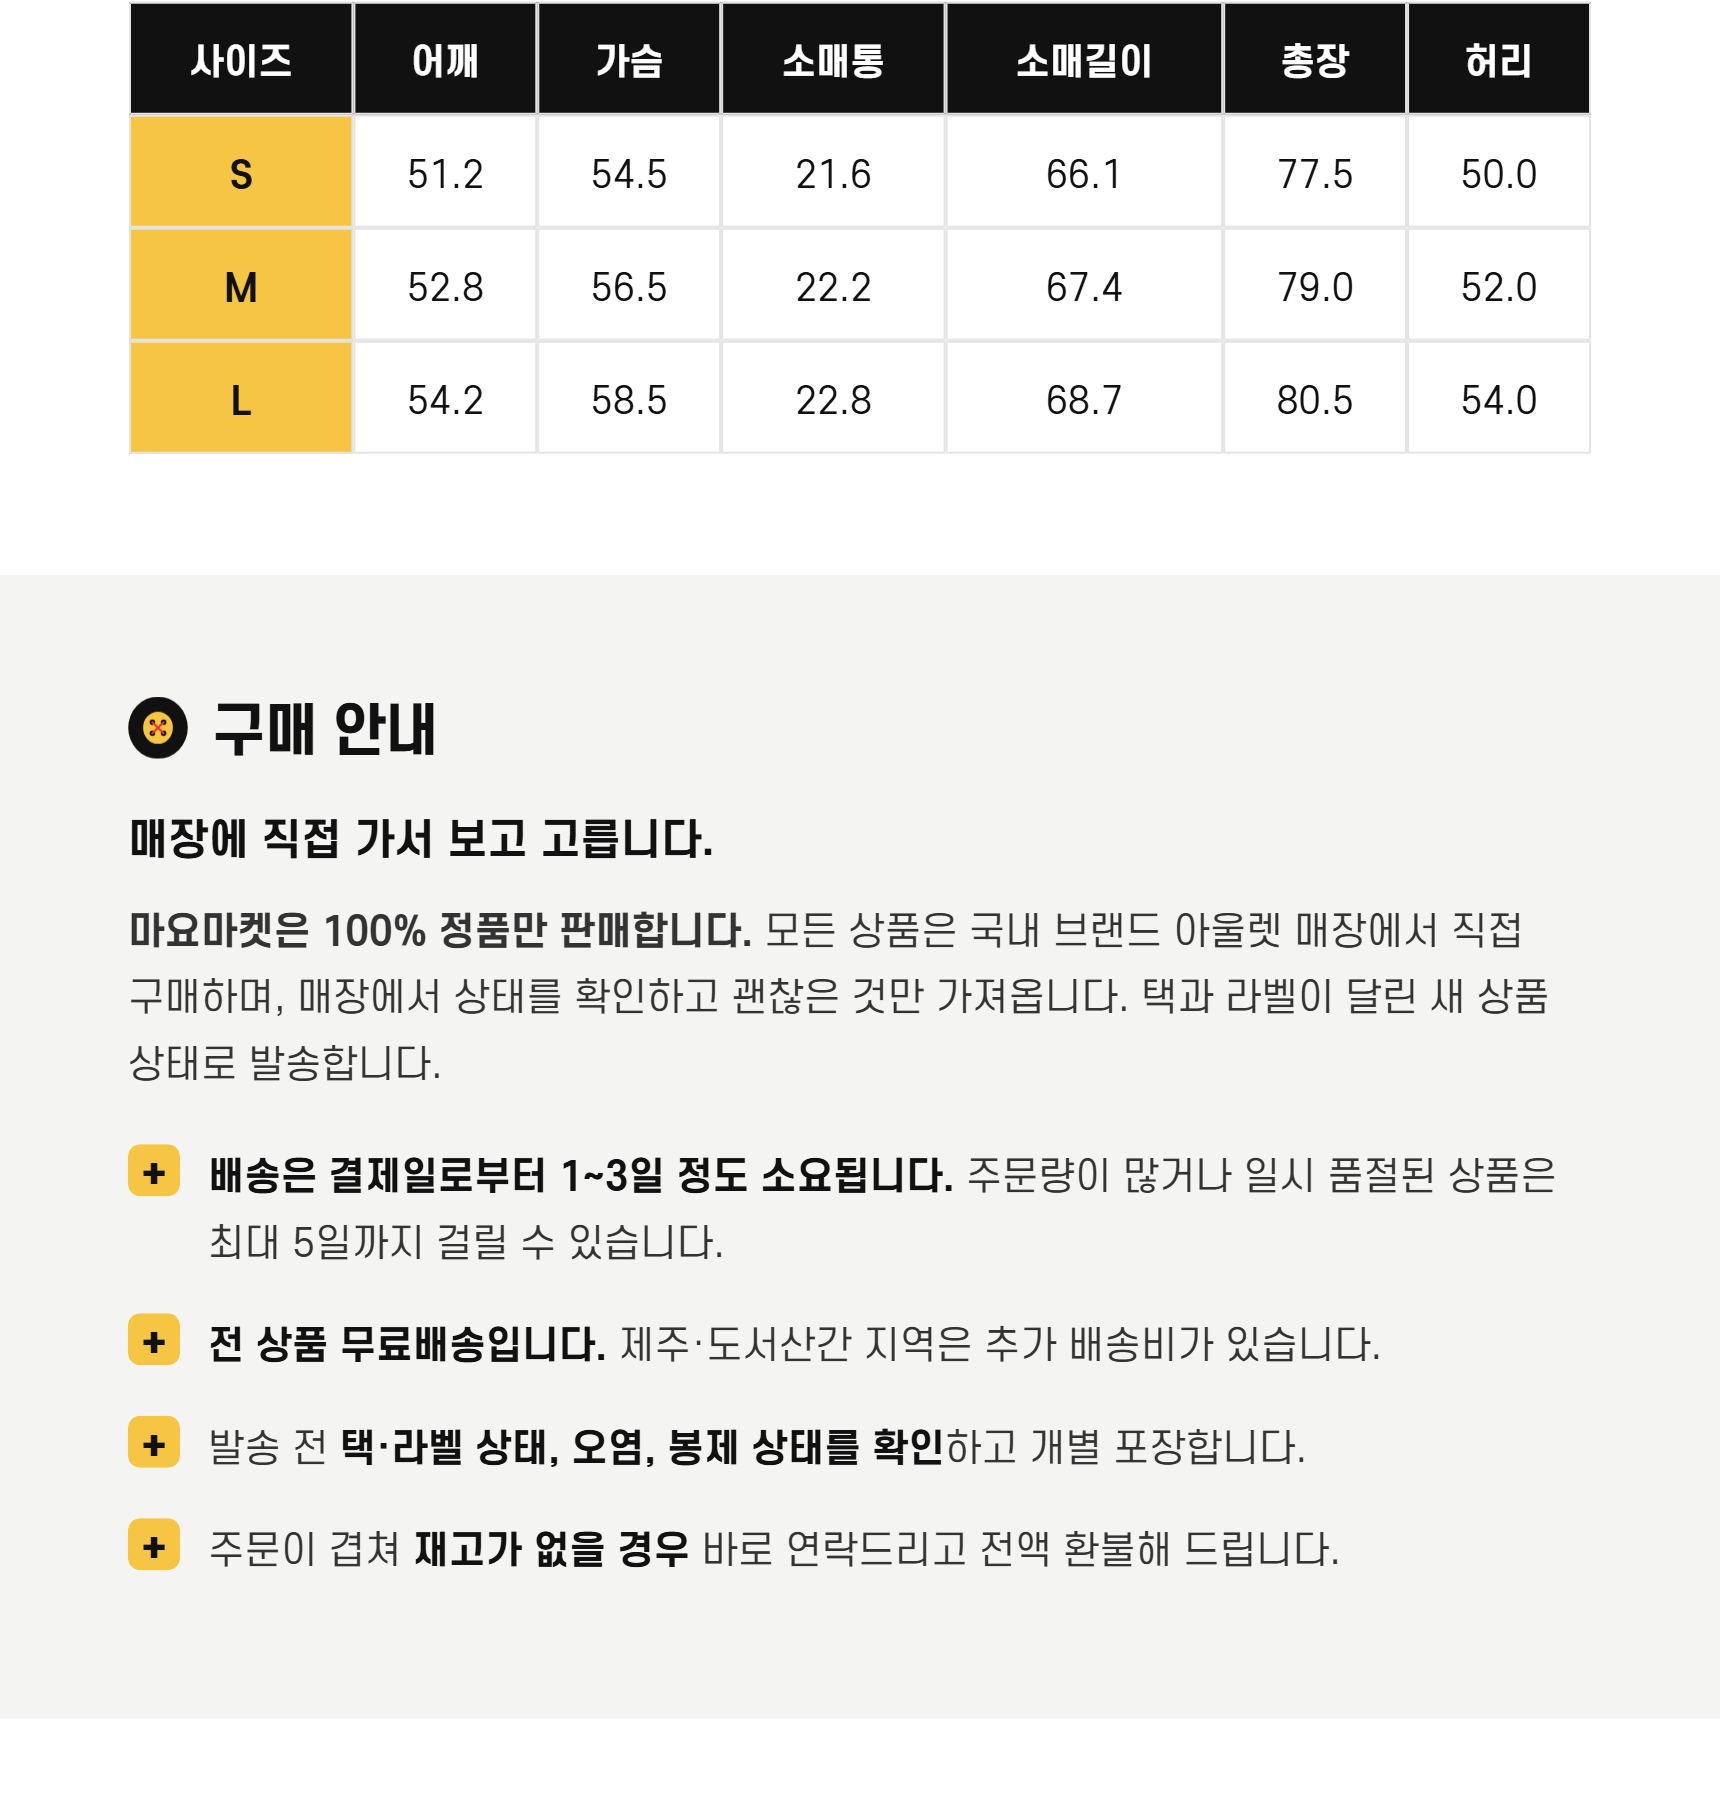 사이즈 어깨 가슴 소매통 소매길이 총장 허리
S 51.2 54.5 21.6 66.1 77.5 50.0
M 52.8 56.5 22.2 67.4 79.0 52.0
L 54.2 58.5 22.8 68.7 80.5 54.0
구매 안내
매장에 직접 가서 보고 고릅니다.
마요마켓은 100% 정품만 판매합니다. 모든 상품은 국내 브랜드 아울렛 매장에서 직접
구매하며, 매장에서 상태를 확인하고 괜찮은 것만 가져옵니다. 택과 라벨이 달린 새 상품
상태로 발송합니다.
+ 배송은 결제일로부터 1~3일 정도 소요됩니다. 주문량이 많거나 일시 품절된 상품은
최대 5일까지 걸릴 수 있습니다.
+ 전 상품 무료배송입니다. 제주·도서산간 지역은 추가 배송비가 있습니다.
+ 발송 전 택·라벨 상태, 오염, 봉제 상태를 확인하고 개별 포장합니다.
+ 주문이 겹쳐 재고가 없을 경우 바로 연락드리고 전액 환불해 드립니다.